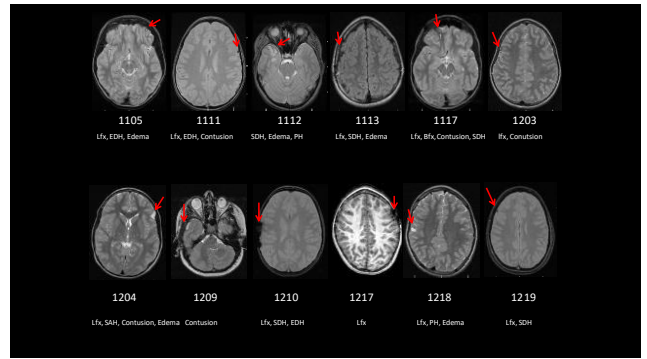 1105 1111 1112 1113 1117 1203
Lfx, EDH, Edema Lfx, EDH, Contusion SDH, Edema, PH Lfx, SDH, Edema Lfx, Bfx, Contusion, SDH lfx, Conutsion
1204 1209 1210 1217 1218 1219
Lfx, SAH, Contusion, Edema Contusion Lfx, SDH, EDH Lfx Lfx, PH, Edema Lfx, SDH